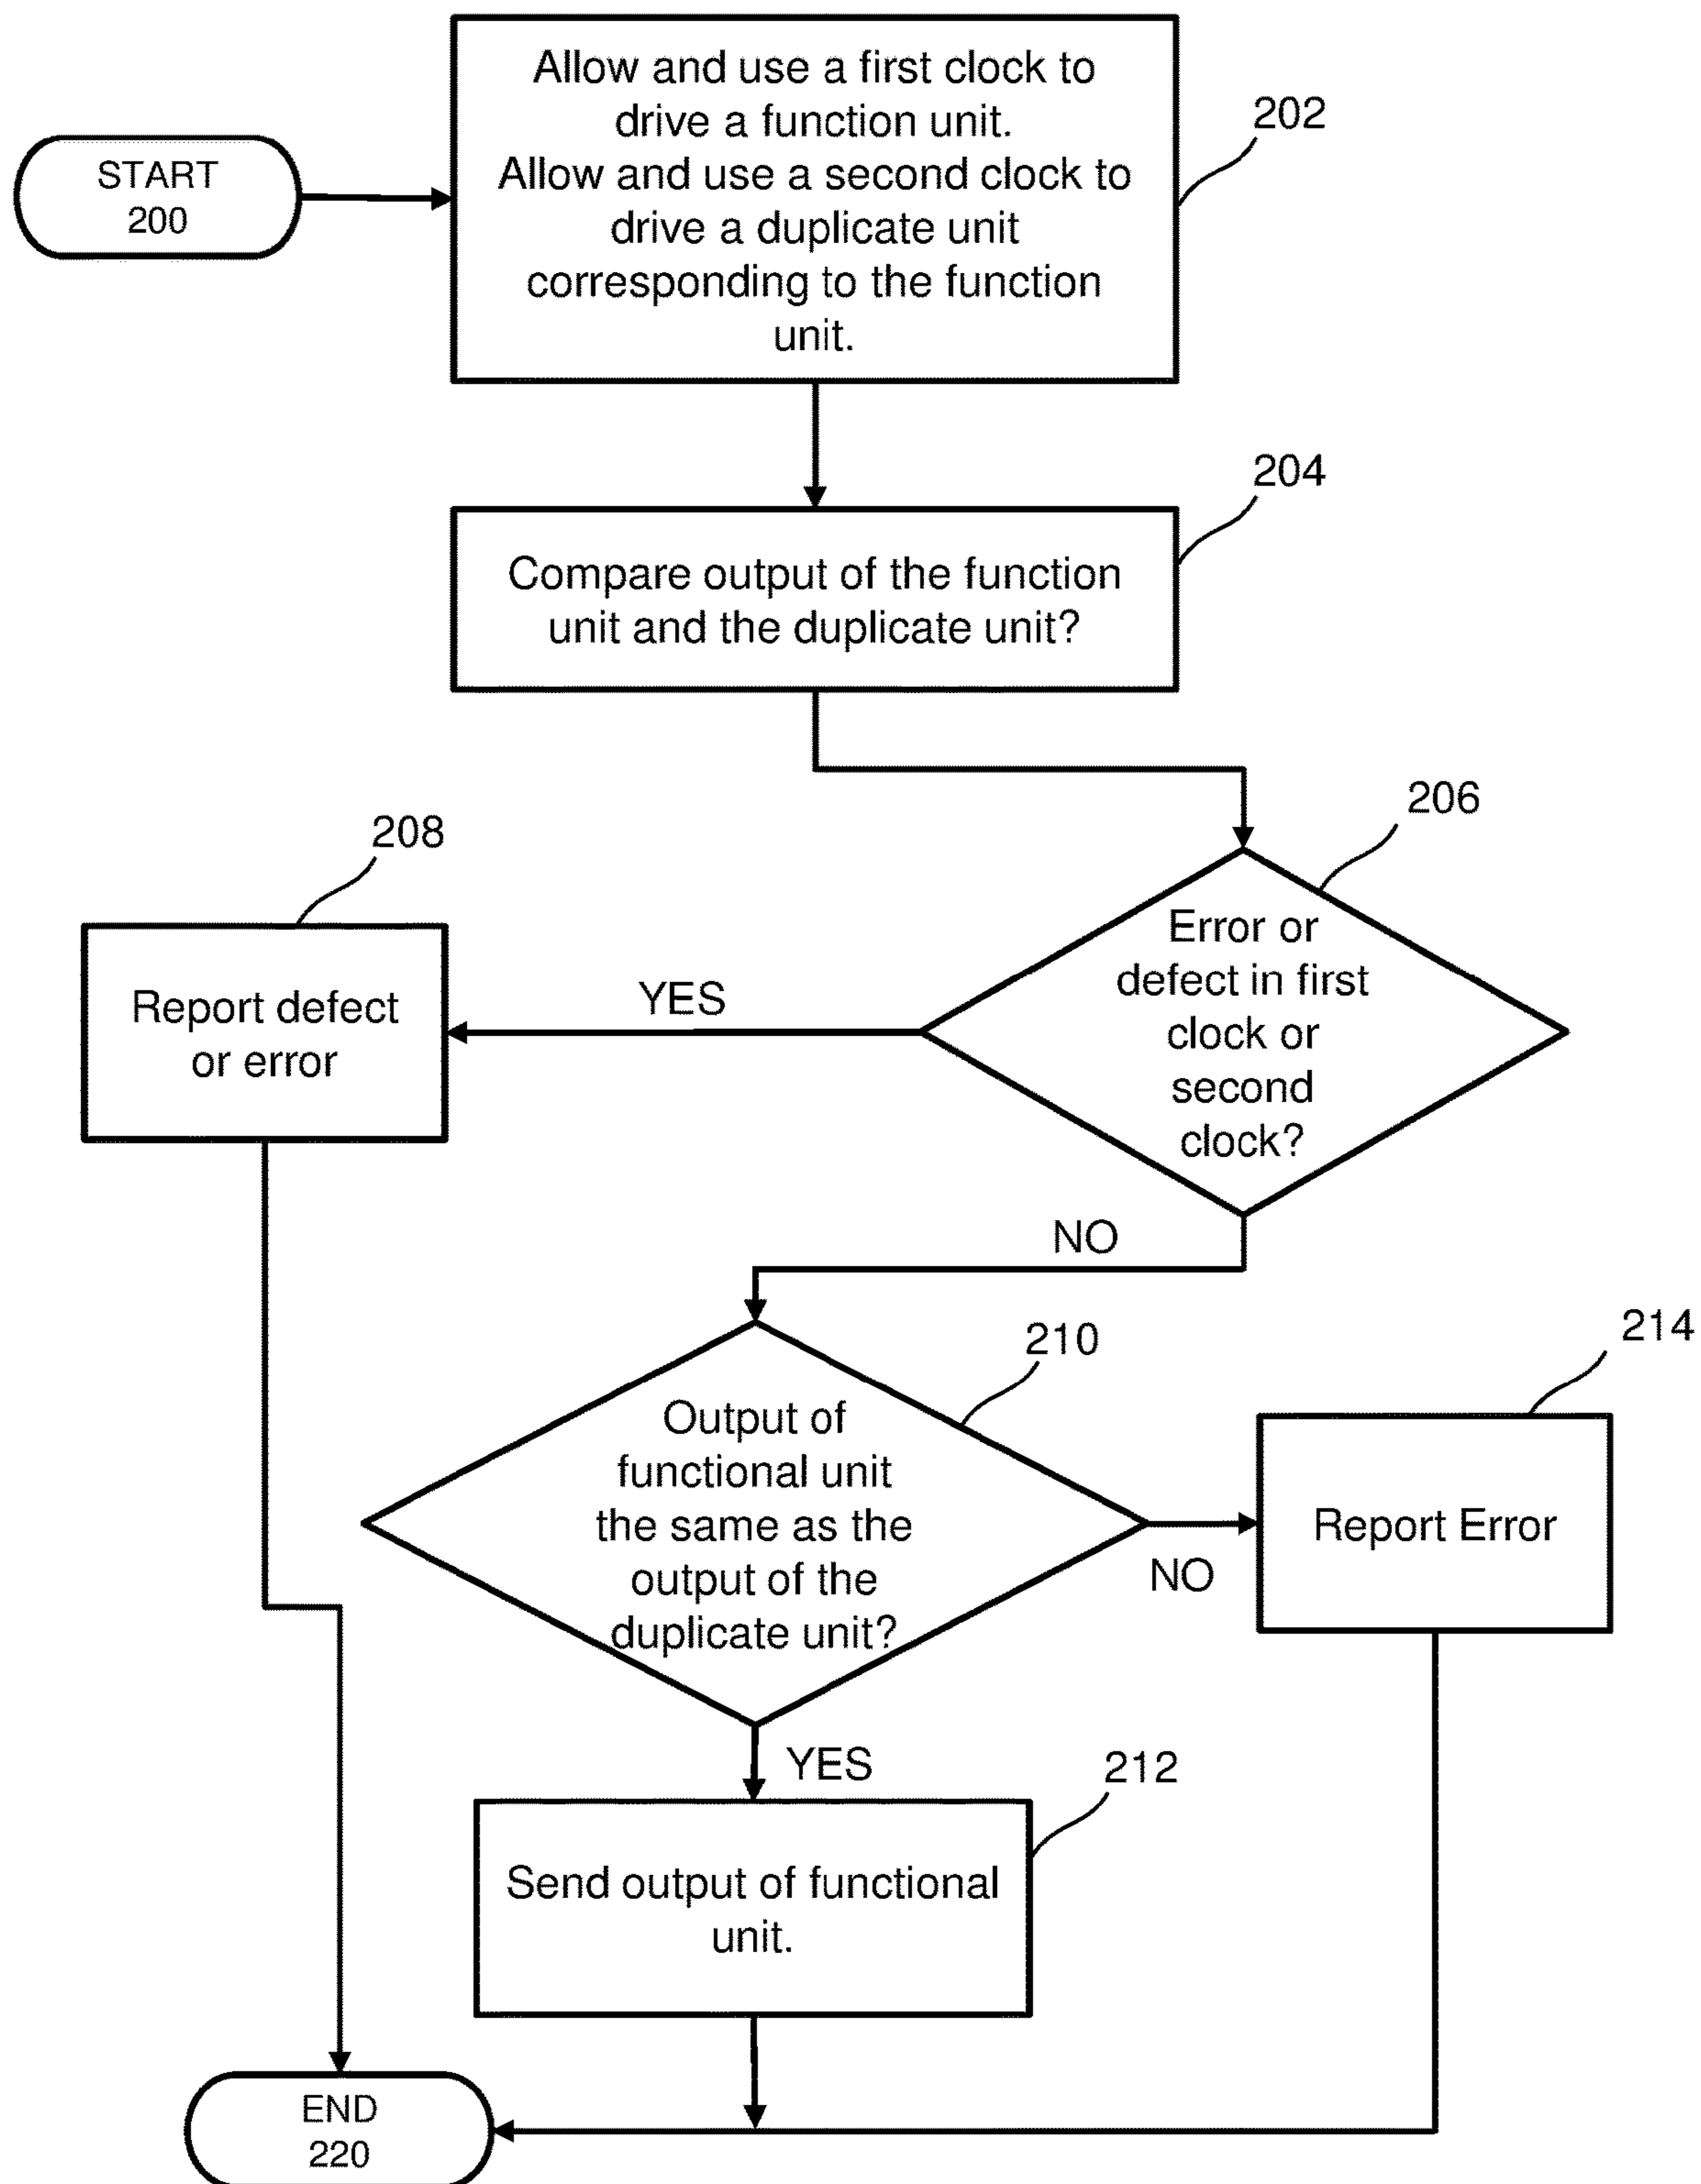 Allow and use a first clock to
drive a function unit.
Allow and use a second clock to
drive a duplicate unit
corresponding to the function
unit.
202
START
200
204
Compare output of the function
unit and the duplicate unit?
206
208
Error or
defect in first
clock or
second
clock?
YES
Report defect
or error
NO
210
214
Output of
functional unit
the same as the
output of the
duplicate unit?
NO
Report Error
YES
212
Send output of functional
unit.
END
220